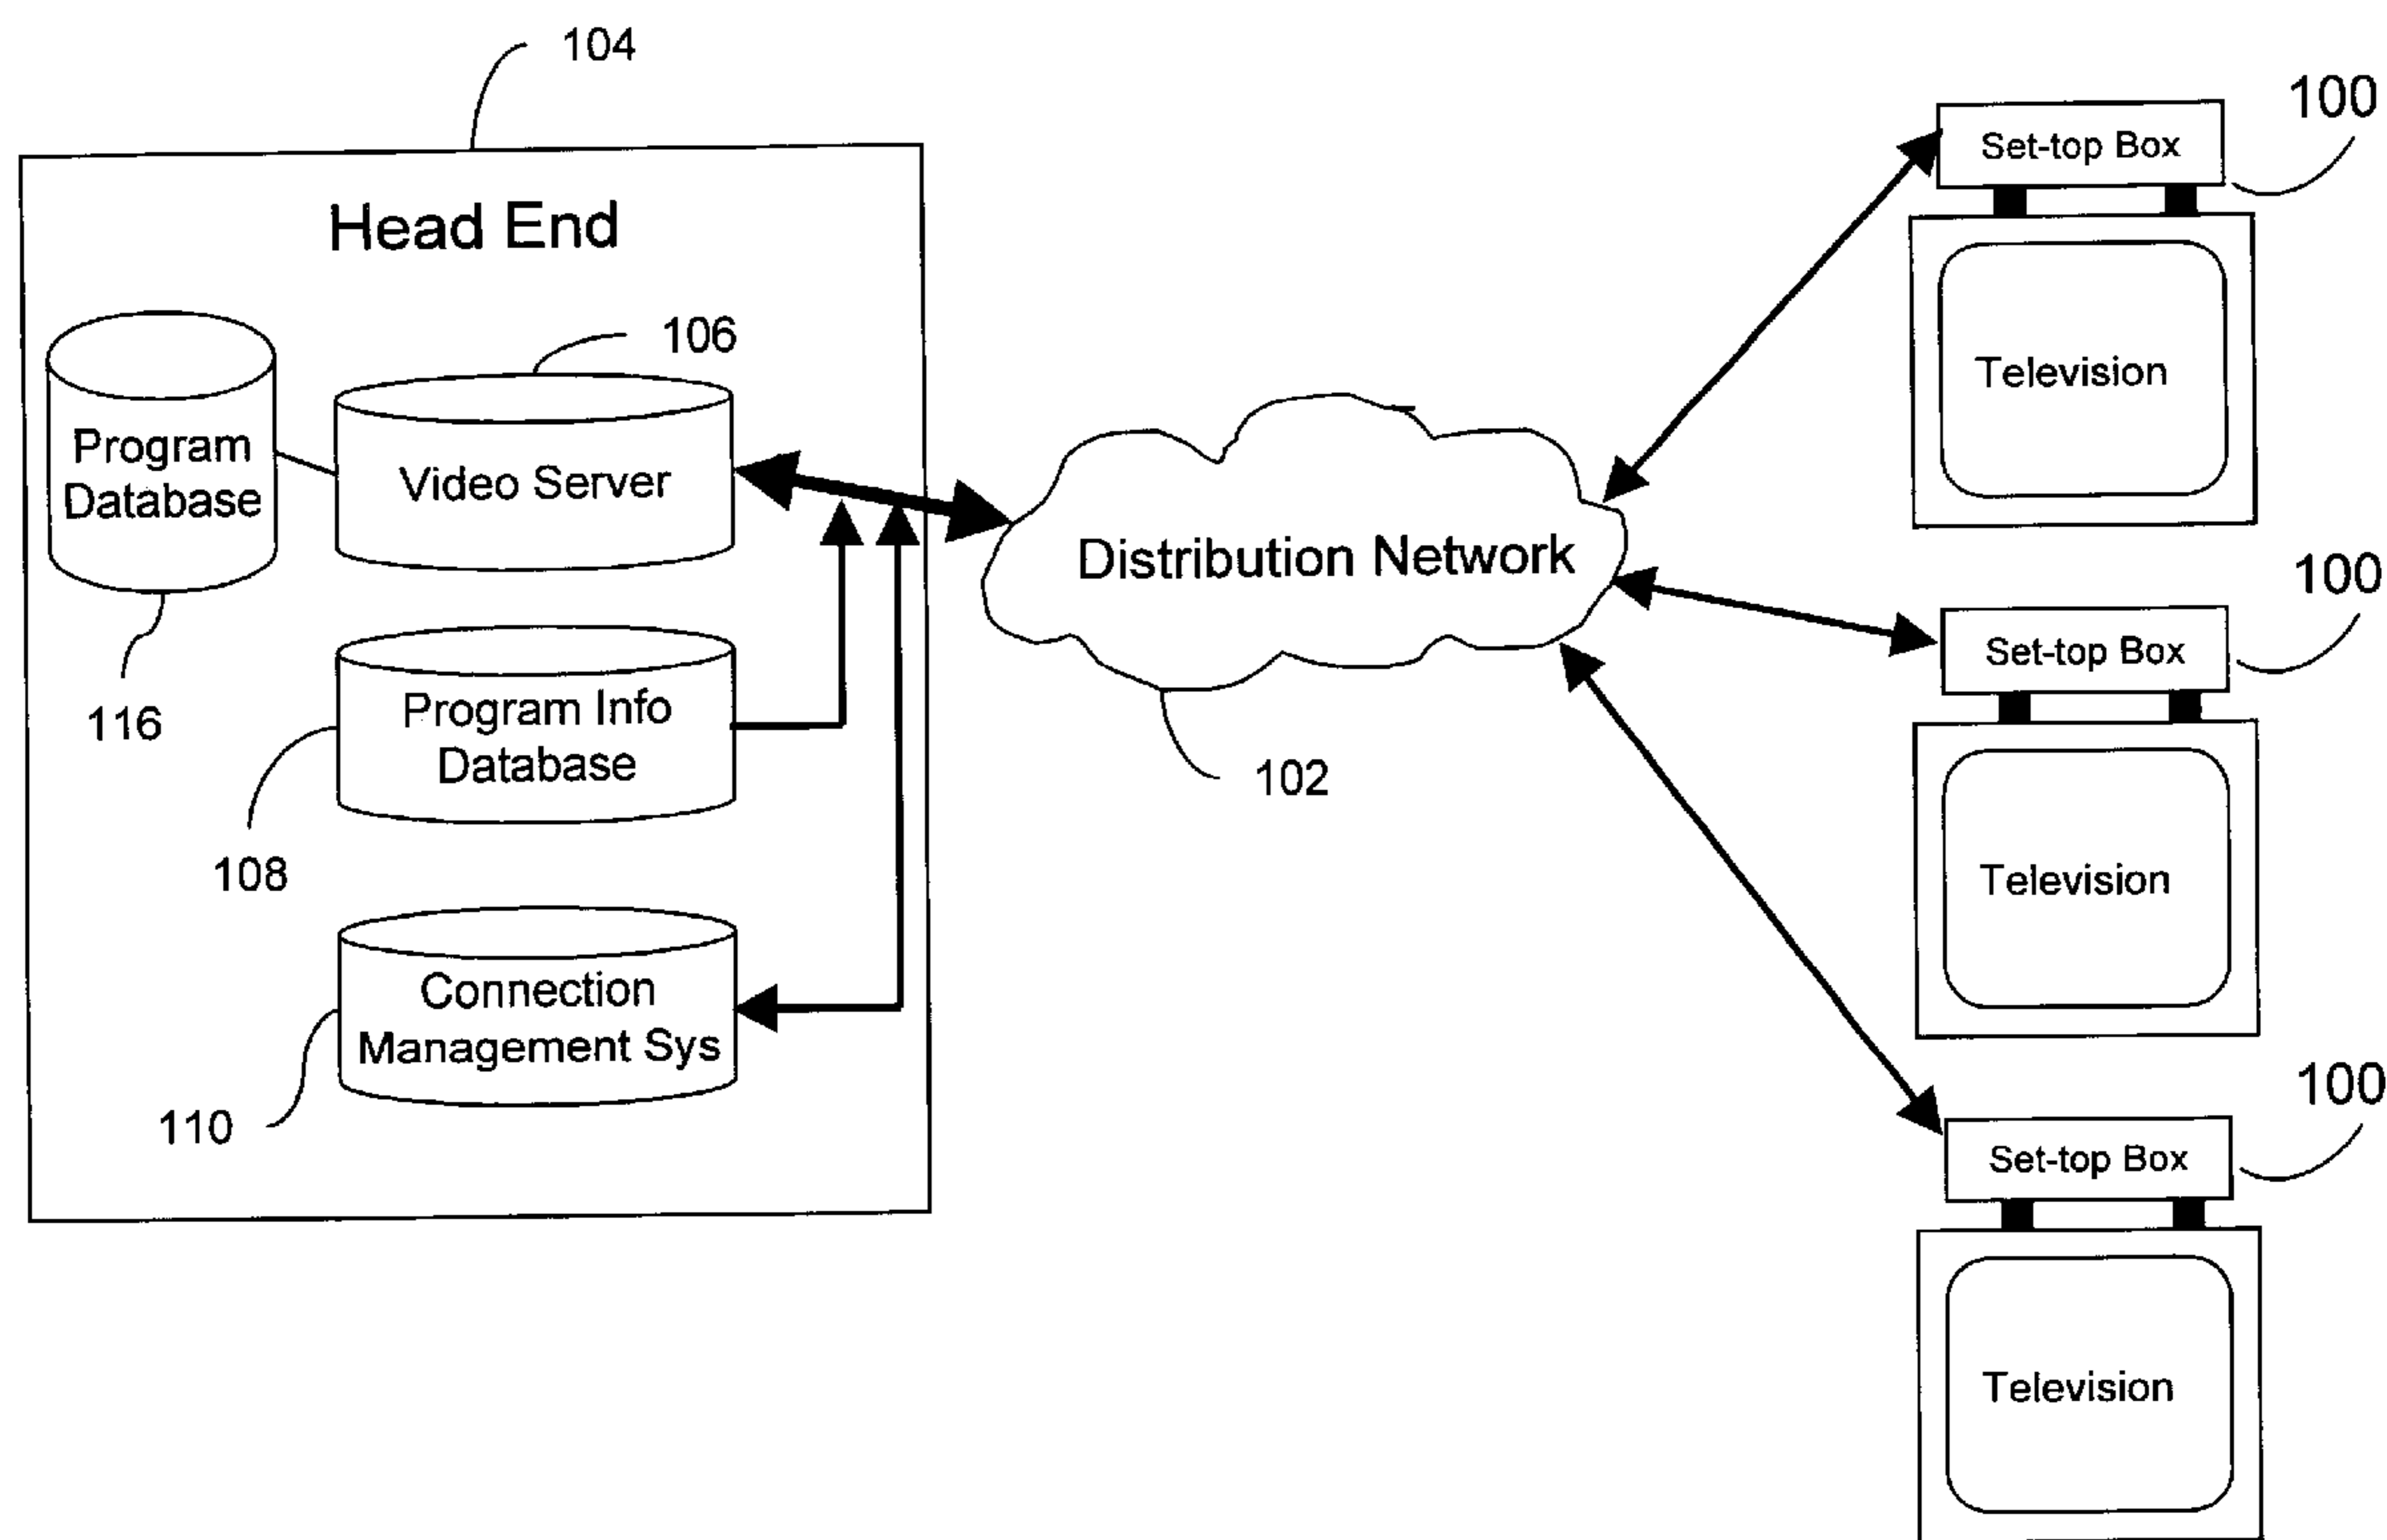 104
Head End
106
Program
Database
Video Server
116
Program Info
Database
108
Connection
Management Sys
110
Distribution Network
102
100
Set-top Box
Television
100
Set-top Box
Television
100
Set-top Box
Television